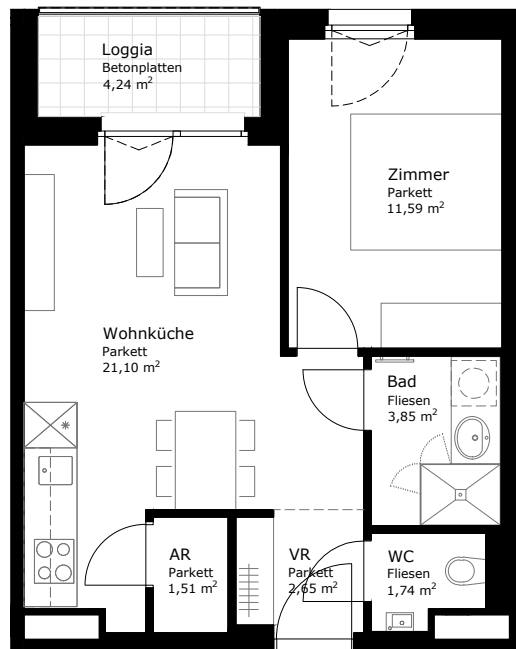 Loggia
Betonplatten
4,24 m²
Zimmer
Parkett
11,59 m²
Wohnküche
Parkett
21,10 m²
Bad
Fliesen
3,85 m²
AR
Parkett
1,51 m²
VR
Parkett
2,65 m²
WC
Fliesen
1,74 m²